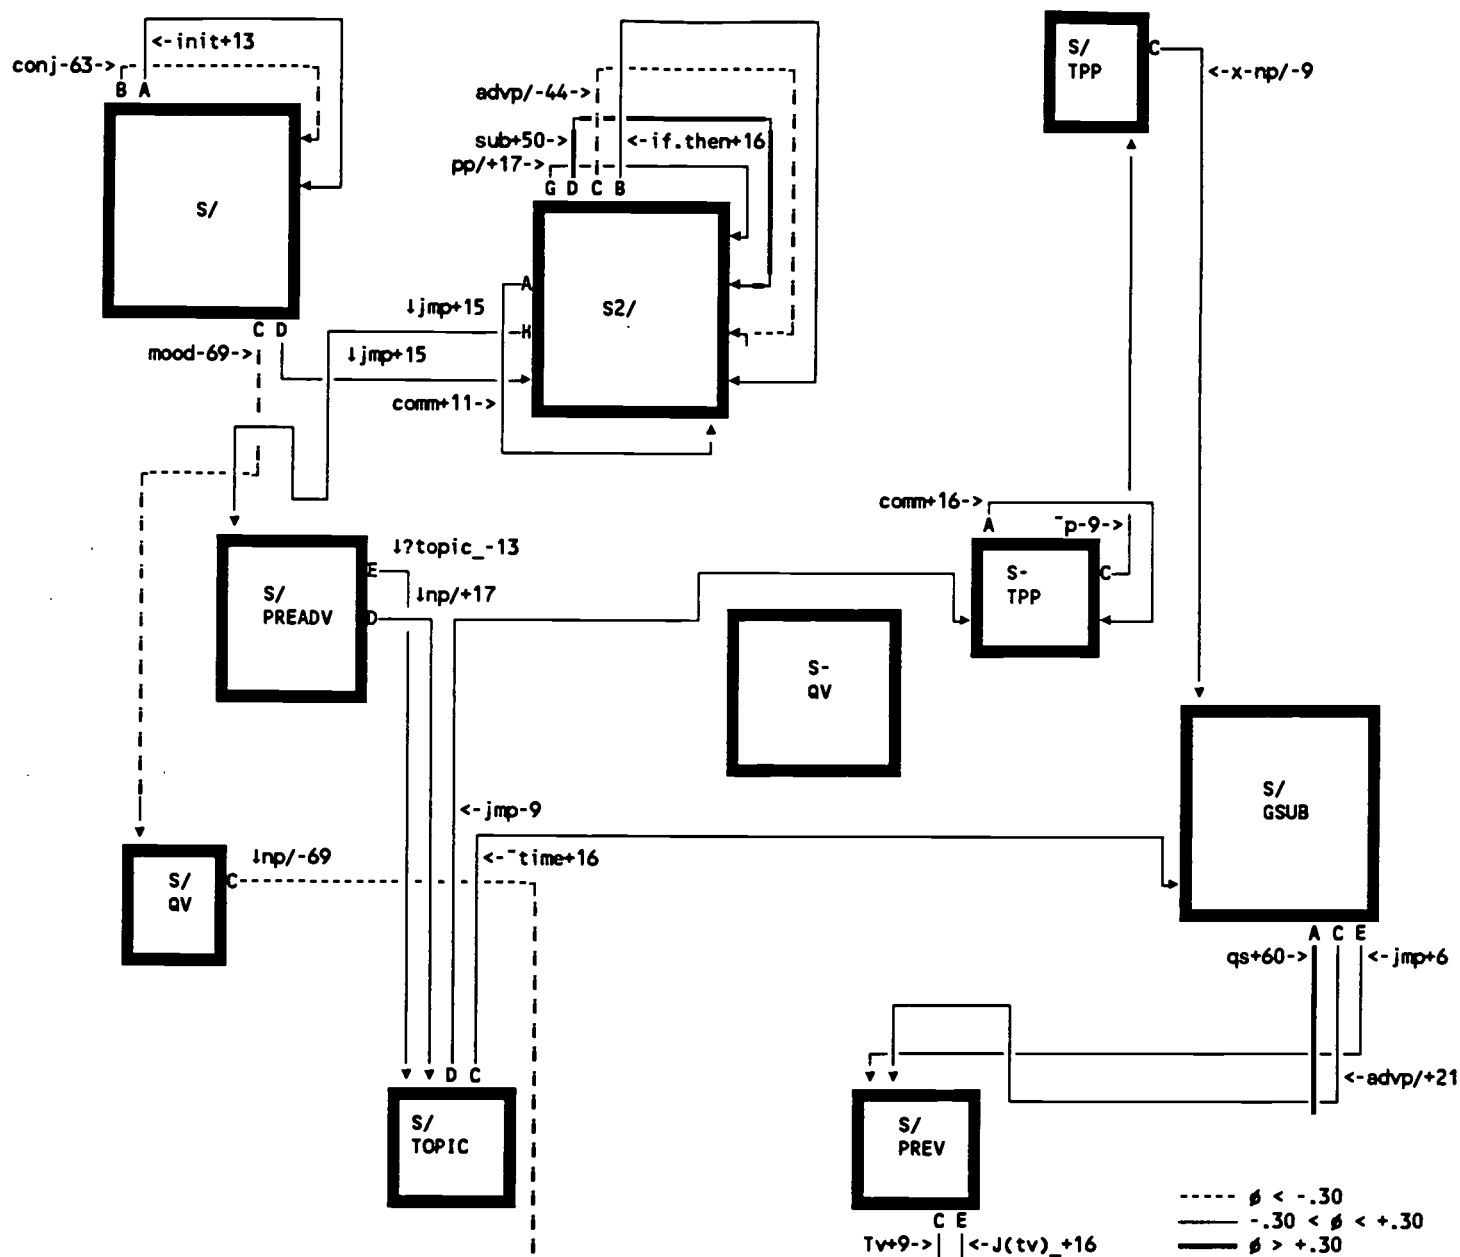 <-init+13
conj-63->
B A
S/
C D
mood-69->
advp/-44->
sub+50->
<-if.then+16
pp/+17->
G D C B
A
S2/
↓jmp+15
H
↓jmp+15
comm+11->
S/
TPP
C
<-x-np/-9
comm+16->
A
¯p-9->
S-
TPP
C
↓?topic_-13
E
S/
PREADV
↓np/+17
D
S-
QV
S/
GSUB
<-jmp-9
<-¯time+16
↓np/-69
S/
QV
C
A C E
qs+60->
<-jmp+6
<-advp/+21
D C
S/
TOPIC
S/
PREV
C E
Tv+9->
<-J(tv)_+16
ϕ < -.30
-.30 < ϕ < +.30
ϕ > +.30